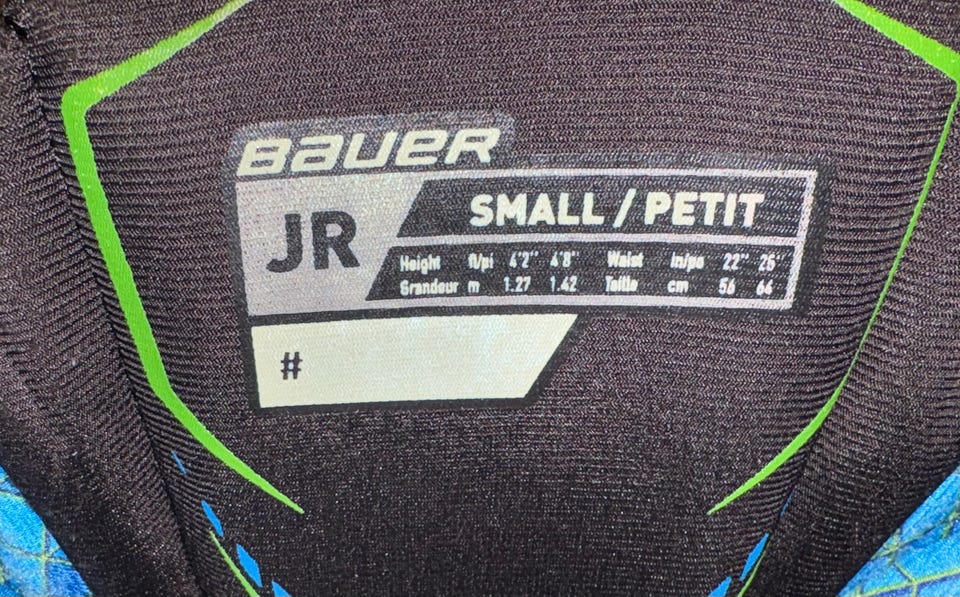 BAUER
JR
SMALL / PETIT
Height ft/pi 4'2" 4'8" Waist in/po 22" 25"
Grandeur m 1.27 1.42 Taille cm 56 64
#